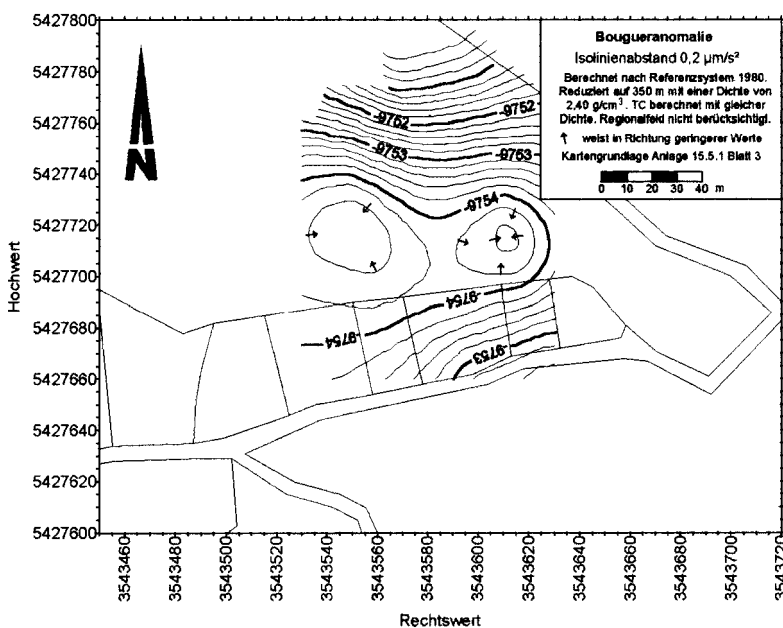 5427800
5427780
5427760
5427740
5427720
5427700
5427680
5427660
5427640
5427620
5427600
Hochwert
N
Bougueranomalie
Isolinienabstand 0,2 µm/s²
Berechnet nach Referenzsystem 1980.
Reduziert auf 350 m mit einer Dichte von
2,40 g/cm³. TC berechnet mit gleicher
Dichte. Regionalfeld nicht berücksichtigt.
weist in Richtung geringerer Werte
Kartengrundlage Anlage 15.5.1 Blatt 3
0 10 20 30 40 m
-9752 -9752
-9753 -9753
-9754
-9754
-9754
-9753
3543460 3543480 3543500 3543520 3543540 3543560 3543580 3543600 3543620 3543640 3543660 3543680 3543700 3543720
Rechtswert